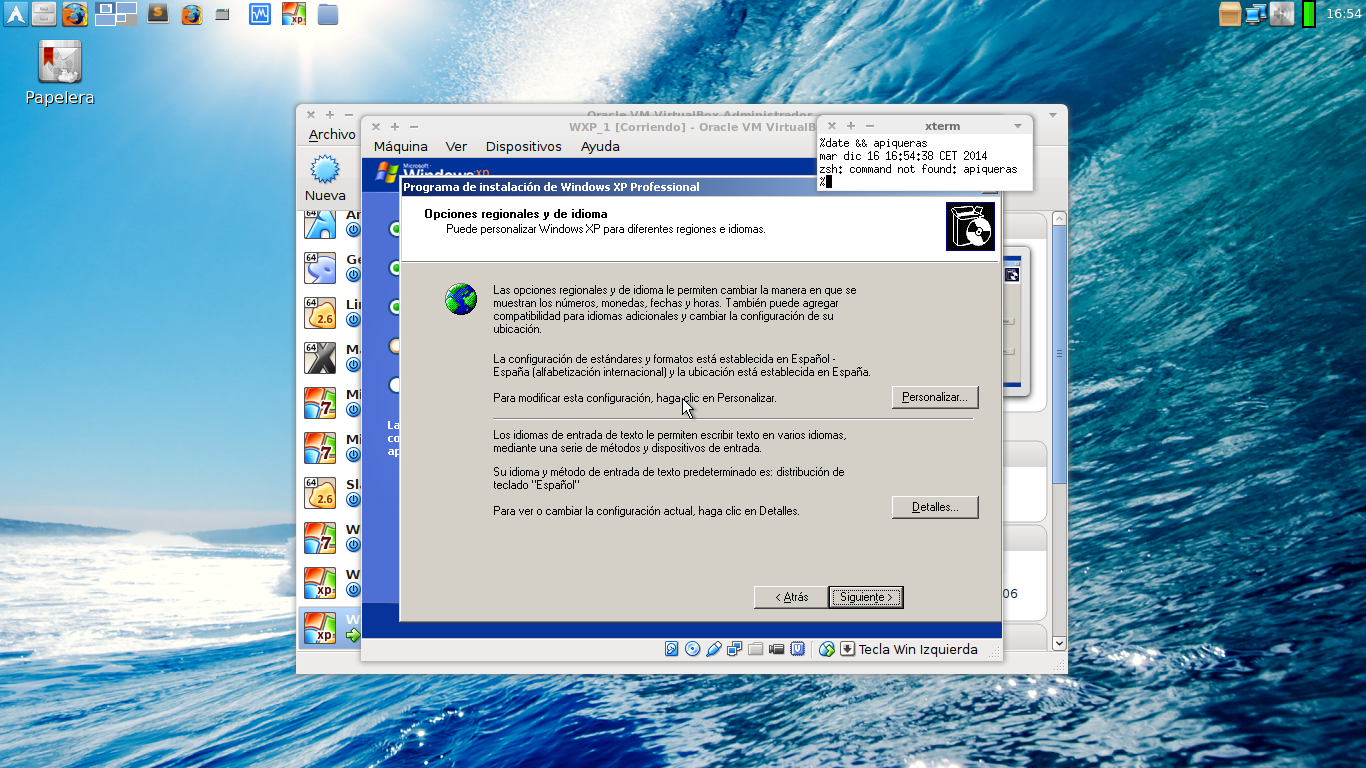 16:54
Papelera
Oracle VM VirtualBox Administrador
Archivo
Nueva
WXP_1 [Corriendo] - Oracle VM VirtualB
Máquina Ver Dispositivos Ayuda
xterm
%date && apiqueras
mar dic 16 16:54:38 CET 2014
zsh: command not found: apiqueras
%
Microsoft
Windows xp
Programa de instalación de Windows XP Professional
Opciones regionales y de idioma
Puede personalizar Windows XP para diferentes regiones e idiomas.
Las opciones regionales y de idioma le permiten cambiar la manera en que se
muestran los números, monedas, fechas y horas. También puede agregar
compatibilidad para idiomas adicionales y cambiar la configuración de su
ubicación.
La configuración de estándares y formatos está establecida en Español -
España (alfabetización internacional) y la ubicación está establecida en España.
Para modificar esta configuración, haga clic en Personalizar.
Personalizar...
Los idiomas de entrada de texto le permiten escribir texto en varios idiomas,
mediante una serie de métodos y dispositivos de entrada.
Su idioma y método de entrada de texto predeterminado es: distribución de
teclado "Español"
Para ver o cambiar la configuración actual, haga clic en Detalles.
Detalles...
< Atrás
Siguiente >
06
Tecla Win Izquierda